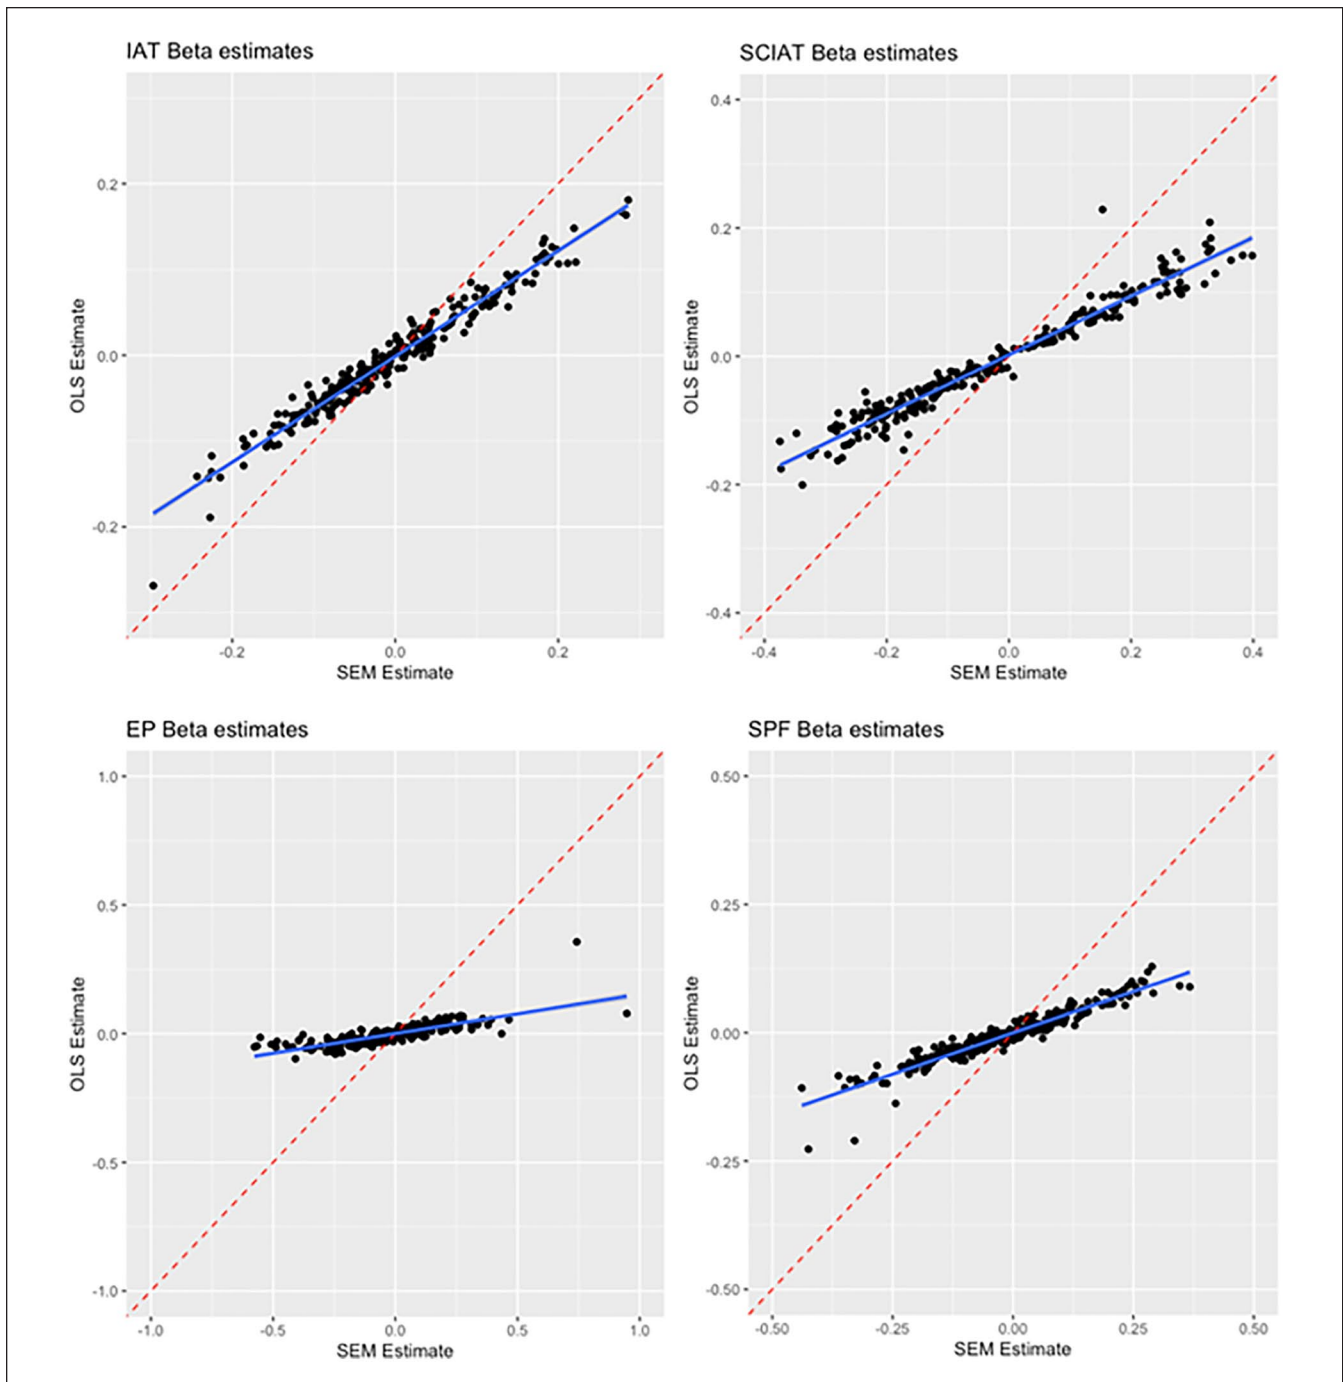 IAT Beta estimates
0.2
0.0
-0.2
OLS Estimate
-0.2 0.0 0.2
SEM Estimate
SCIAT Beta estimates
0.4
0.2
0.0
-0.2
-0.4
OLS Estimate
-0.4 -0.2 0.0 0.2 0.4
SEM Estimate
EP Beta estimates
1.0
0.5
0.0
-0.5
-1.0
OLS Estimate
-1.0 -0.5 0.0 0.5 1.0
SEM Estimate
SPF Beta estimates
0.50
0.25
0.00
-0.25
-0.50
OLS Estimate
-0.50 -0.25 0.00 0.25 0.50
SEM Estimate